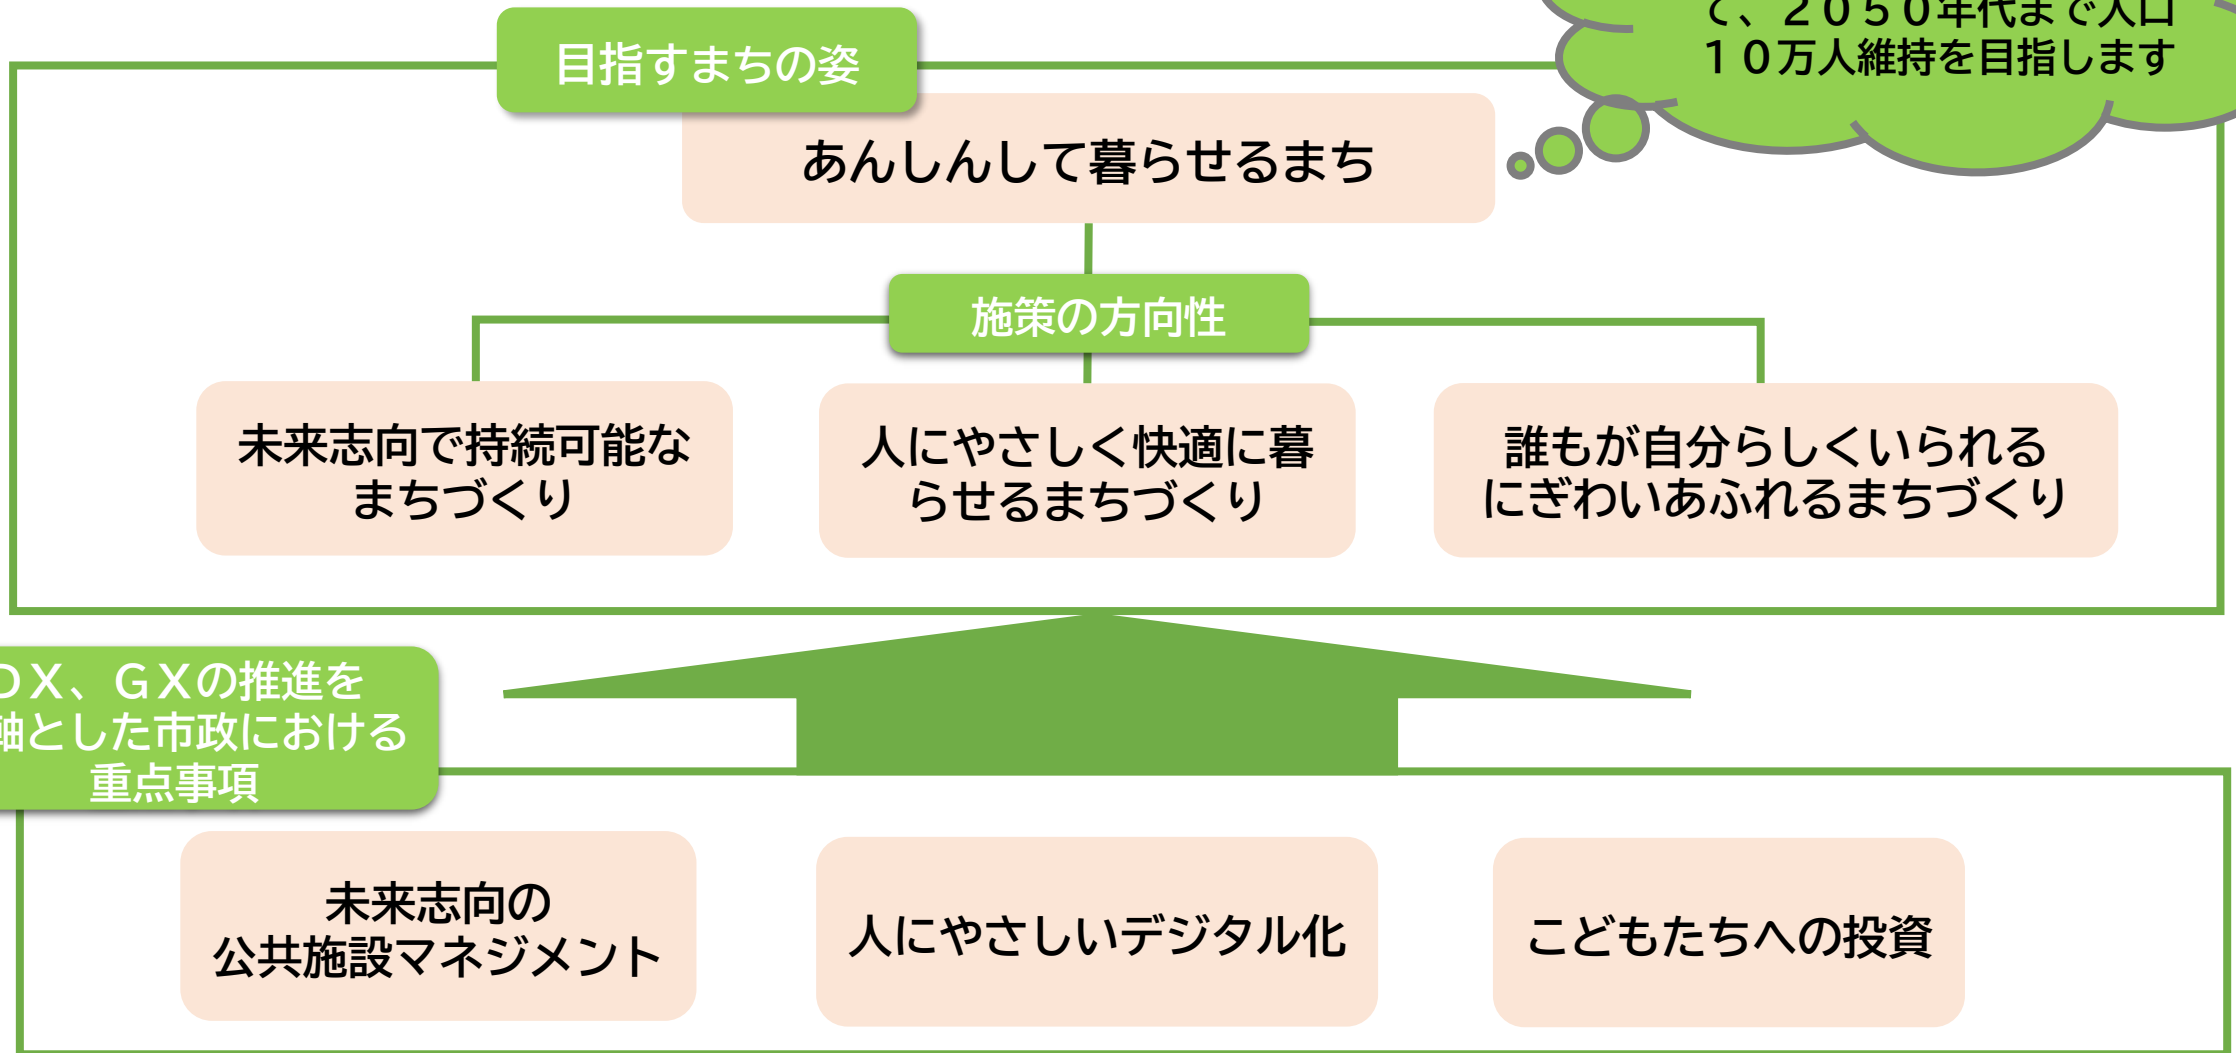 て、２０５０年代まで人口
１０万人維持を目指します
目指すまちの姿
あんしんして暮らせるまち
施策の方向性
未来志向で持続可能な
まちづくり
人にやさしく快適に暮
らせるまちづくり
誰もが自分らしくいられる
にぎわいあふれるまちづくり
ＤＸ、ＧＸの推進を
軸とした市政における
重点事項
未来志向の
公共施設マネジメント
人にやさしいデジタル化
こどもたちへの投資